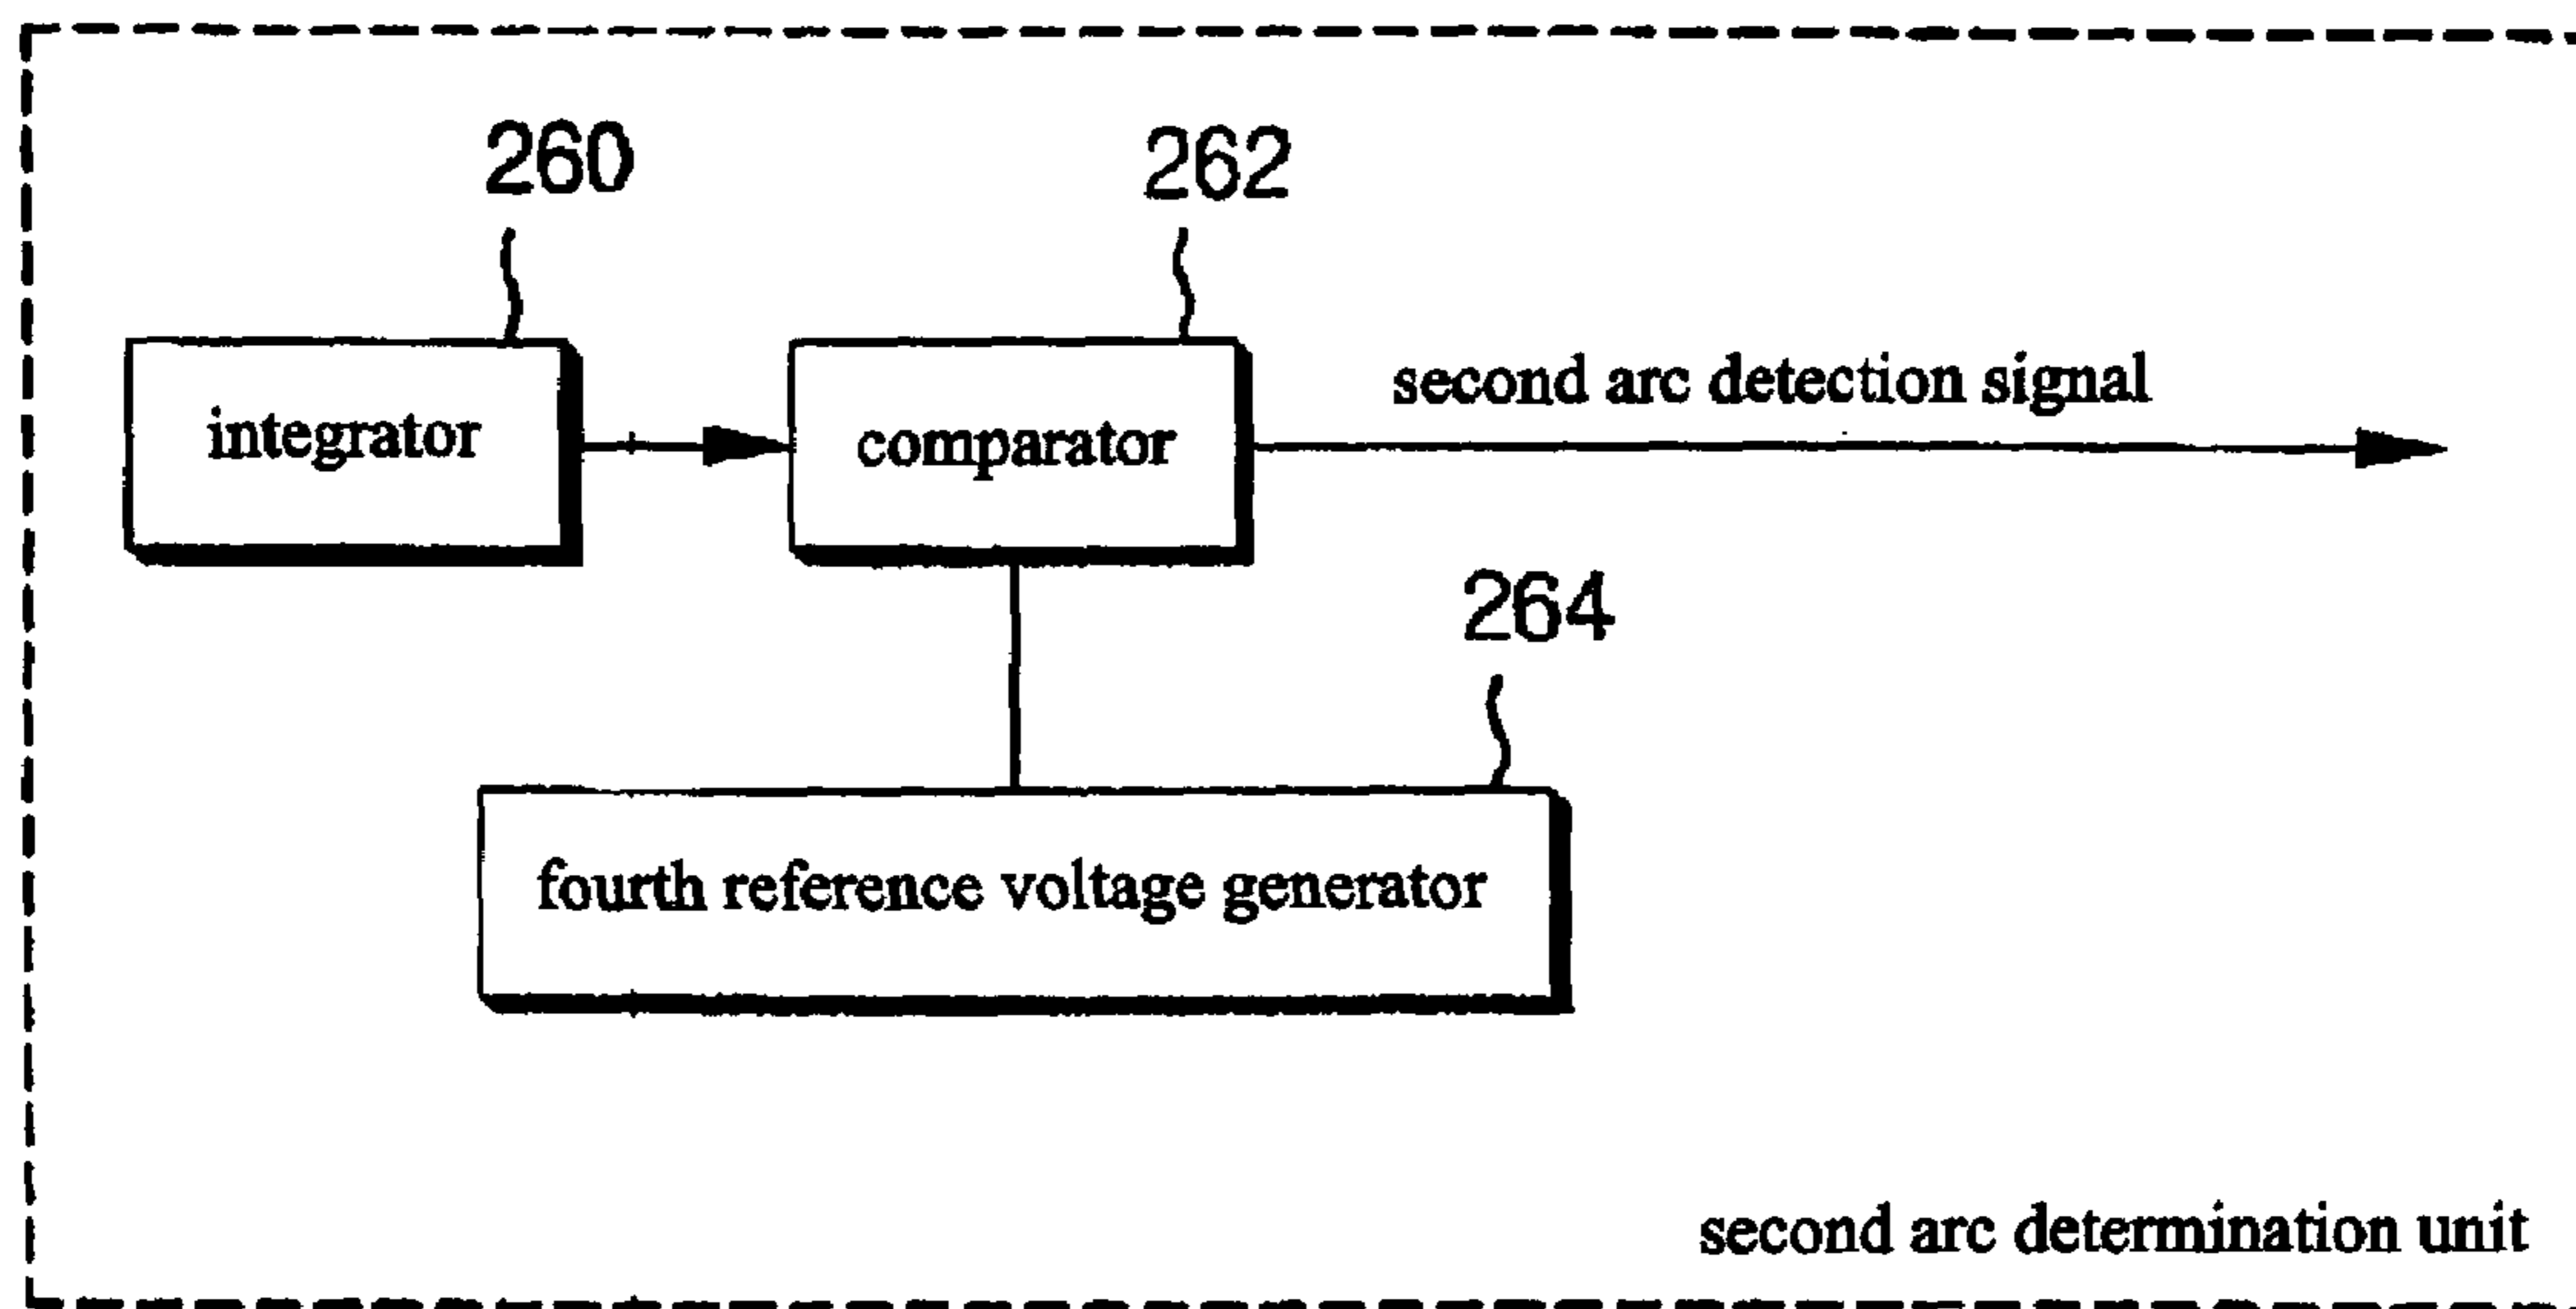 260
262
integrator
comparator
second arc detection signal
264
fourth reference voltage generator
second arc determination unit